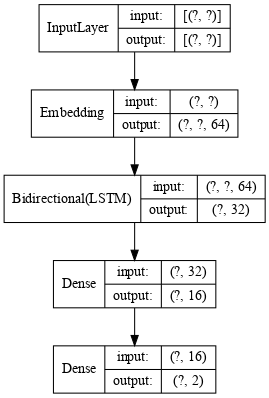 InputLayer
input: [(?, ?)]
output: [(?, ?)]
Embedding
input: (?, ?)
output: (?, ?, 64)
Bidirectional(LSTM)
input: (?, ?, 64)
output: (?, 32)
Dense
input: (?, 32)
output: (?, 16)
Dense
input: (?, 16)
output: (?, 2)